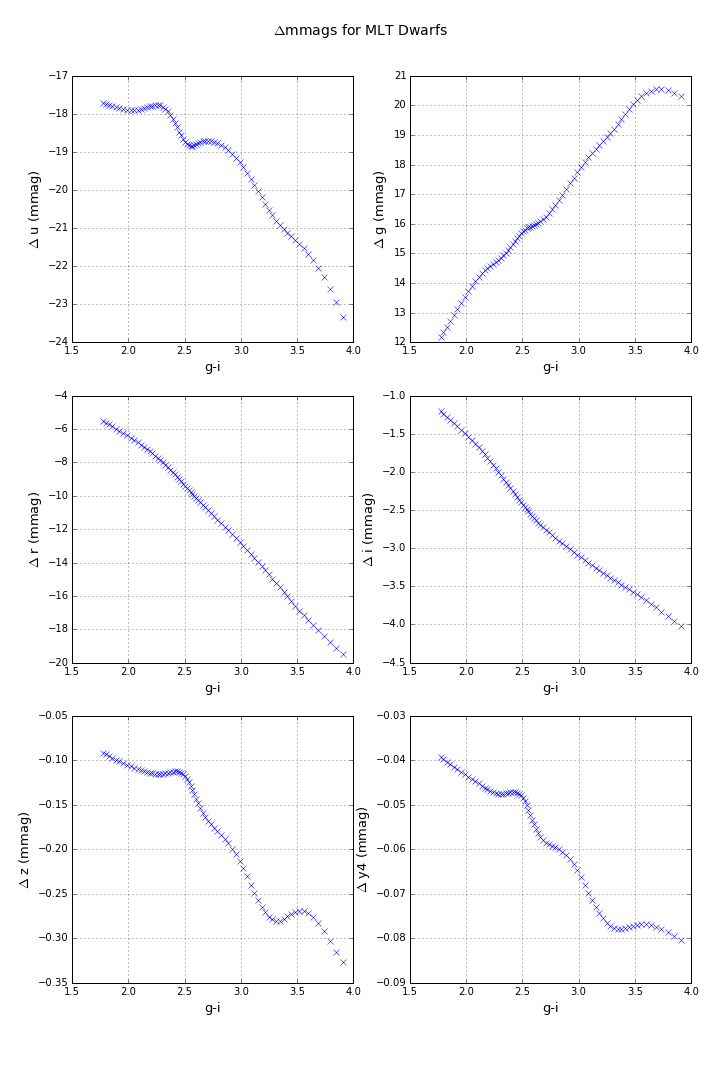 Δmmags for MLT Dwarfs
−17
−18
−19
−20
−21
−22
−23
−24
Δ u (mmag)
1.5 2.0 2.5 3.0 3.5 4.0
g-i
21
20
19
18
17
16
15
14
13
12
Δ g (mmag)
1.5 2.0 2.5 3.0 3.5 4.0
g-i
−4
−6
−8
−10
−12
−14
−16
−18
−20
Δ r (mmag)
1.5 2.0 2.5 3.0 3.5 4.0
g-i
−1.0
−1.5
−2.0
−2.5
−3.0
−3.5
−4.0
−4.5
Δ i (mmag)
1.5 2.0 2.5 3.0 3.5 4.0
g-i
−0.05
−0.10
−0.15
−0.20
−0.25
−0.30
−0.35
Δ z (mmag)
1.5 2.0 2.5 3.0 3.5 4.0
g-i
−0.03
−0.04
−0.05
−0.06
−0.07
−0.08
−0.09
Δ y4 (mmag)
1.5 2.0 2.5 3.0 3.5 4.0
g-i